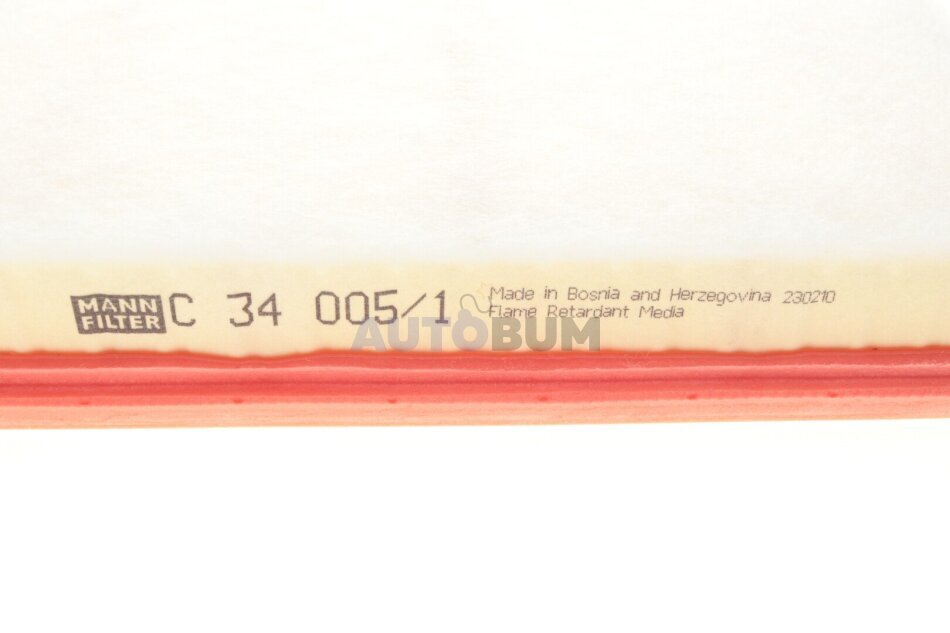 MANN
FILTER
C 34 005/1
Made in Bosnia and Herzegovina 230210
Flame Retardant Media
AUTOBUM